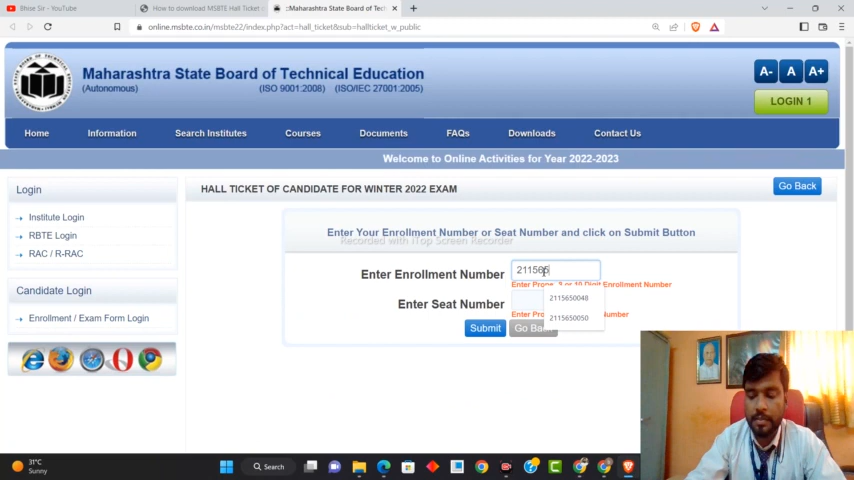 Bhise Sir - YouTube
How to download MSBTE Hall Ticket o
::Maharashtra State Board of Tech
online.msbte.co.in/msbte22/index.php?act=hall_ticket&sub=hallticket_w_public
Maharashtra State Board of Technical Education
(Autonomous) (ISO 9001:2008) (ISO/IEC 27001:2005)
A- A A+
LOGIN 1
Home Information Search Institutes Courses Documents FAQs Downloads Contact Us
Welcome to Online Activities for Year 2022-2023
Login
Institute Login
RBTE Login
RAC / R-RAC
Candidate Login
Enrollment / Exam Form Login
HALL TICKET OF CANDIDATE FOR WINTER 2022 EXAM
Go Back
Enter Your Enrollment Number or Seat Number and click on Submit Button
Recorded with iTop Screen Recorder
Enter Enrollment Number 211565
Enter Digit Enrollment Number
2115650048
Enter Seat Number
2115650050
Enter Number
Submit Go Back
31°C
Sunny
Search